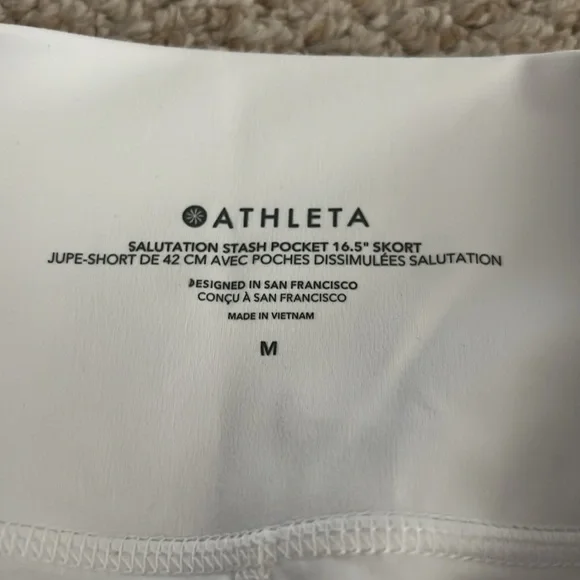 ATHLETA
SALUTATION STASH POCKET 16.5" SKORT
JUPE-SHORT DE 42 CM AVEC POCHES DISSIMULÉES SALUTATION
DESIGNED IN SAN FRANCISCO
CONÇU À SAN FRANCISCO
MADE IN VIETNAM
M